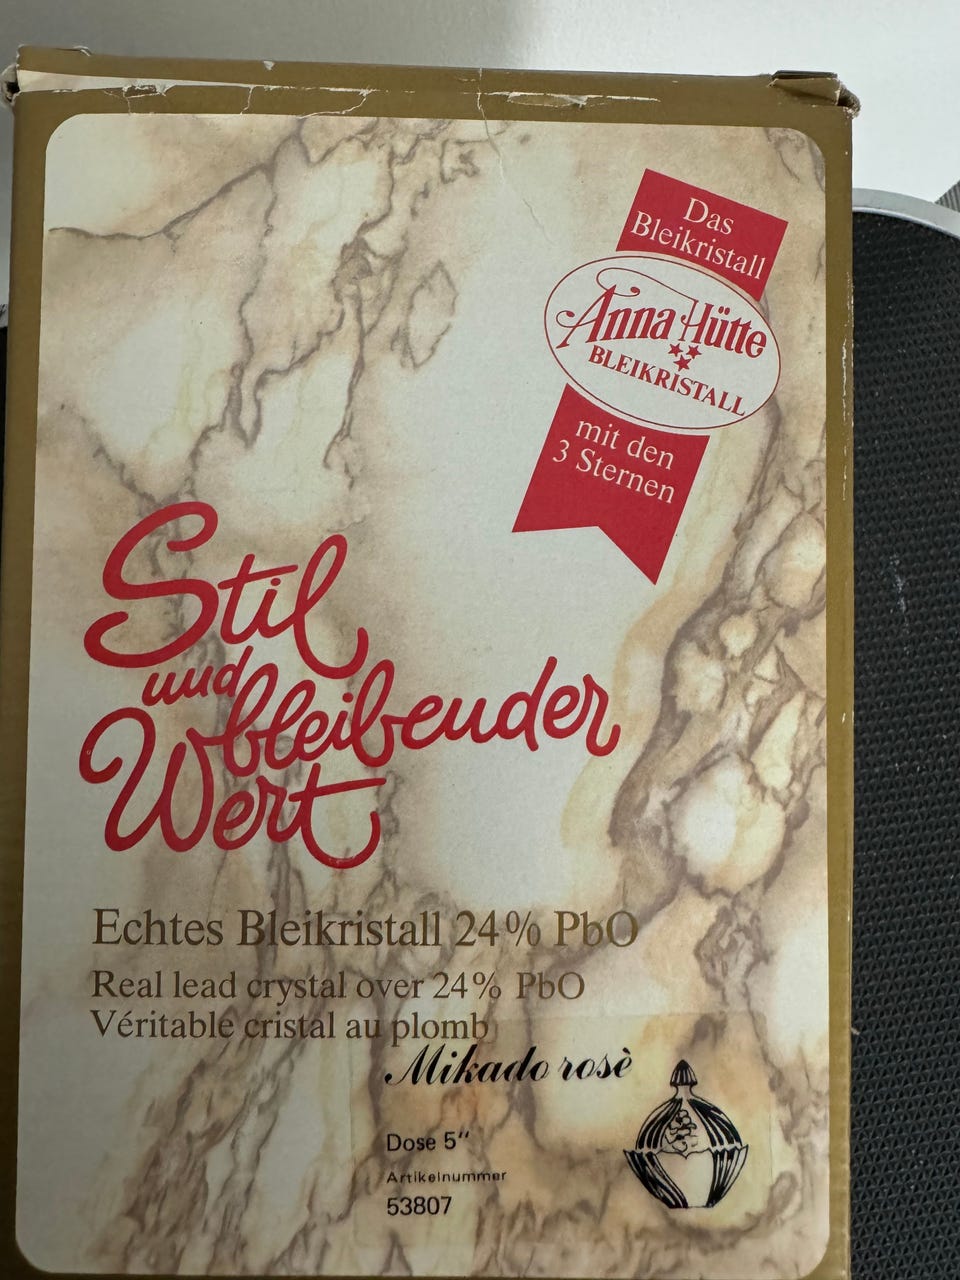 Das
Bleikristall
Anna Hütte
BLEIKRISTALL
mit den
3 Sternen
Stil
und
bleibender
Wert
Echtes Bleikristall 24% PbO
Real lead crystal over 24% PbO
Véritable cristal au plomb
Mikado rosè
Dose 5“
Artikelnummer
53807